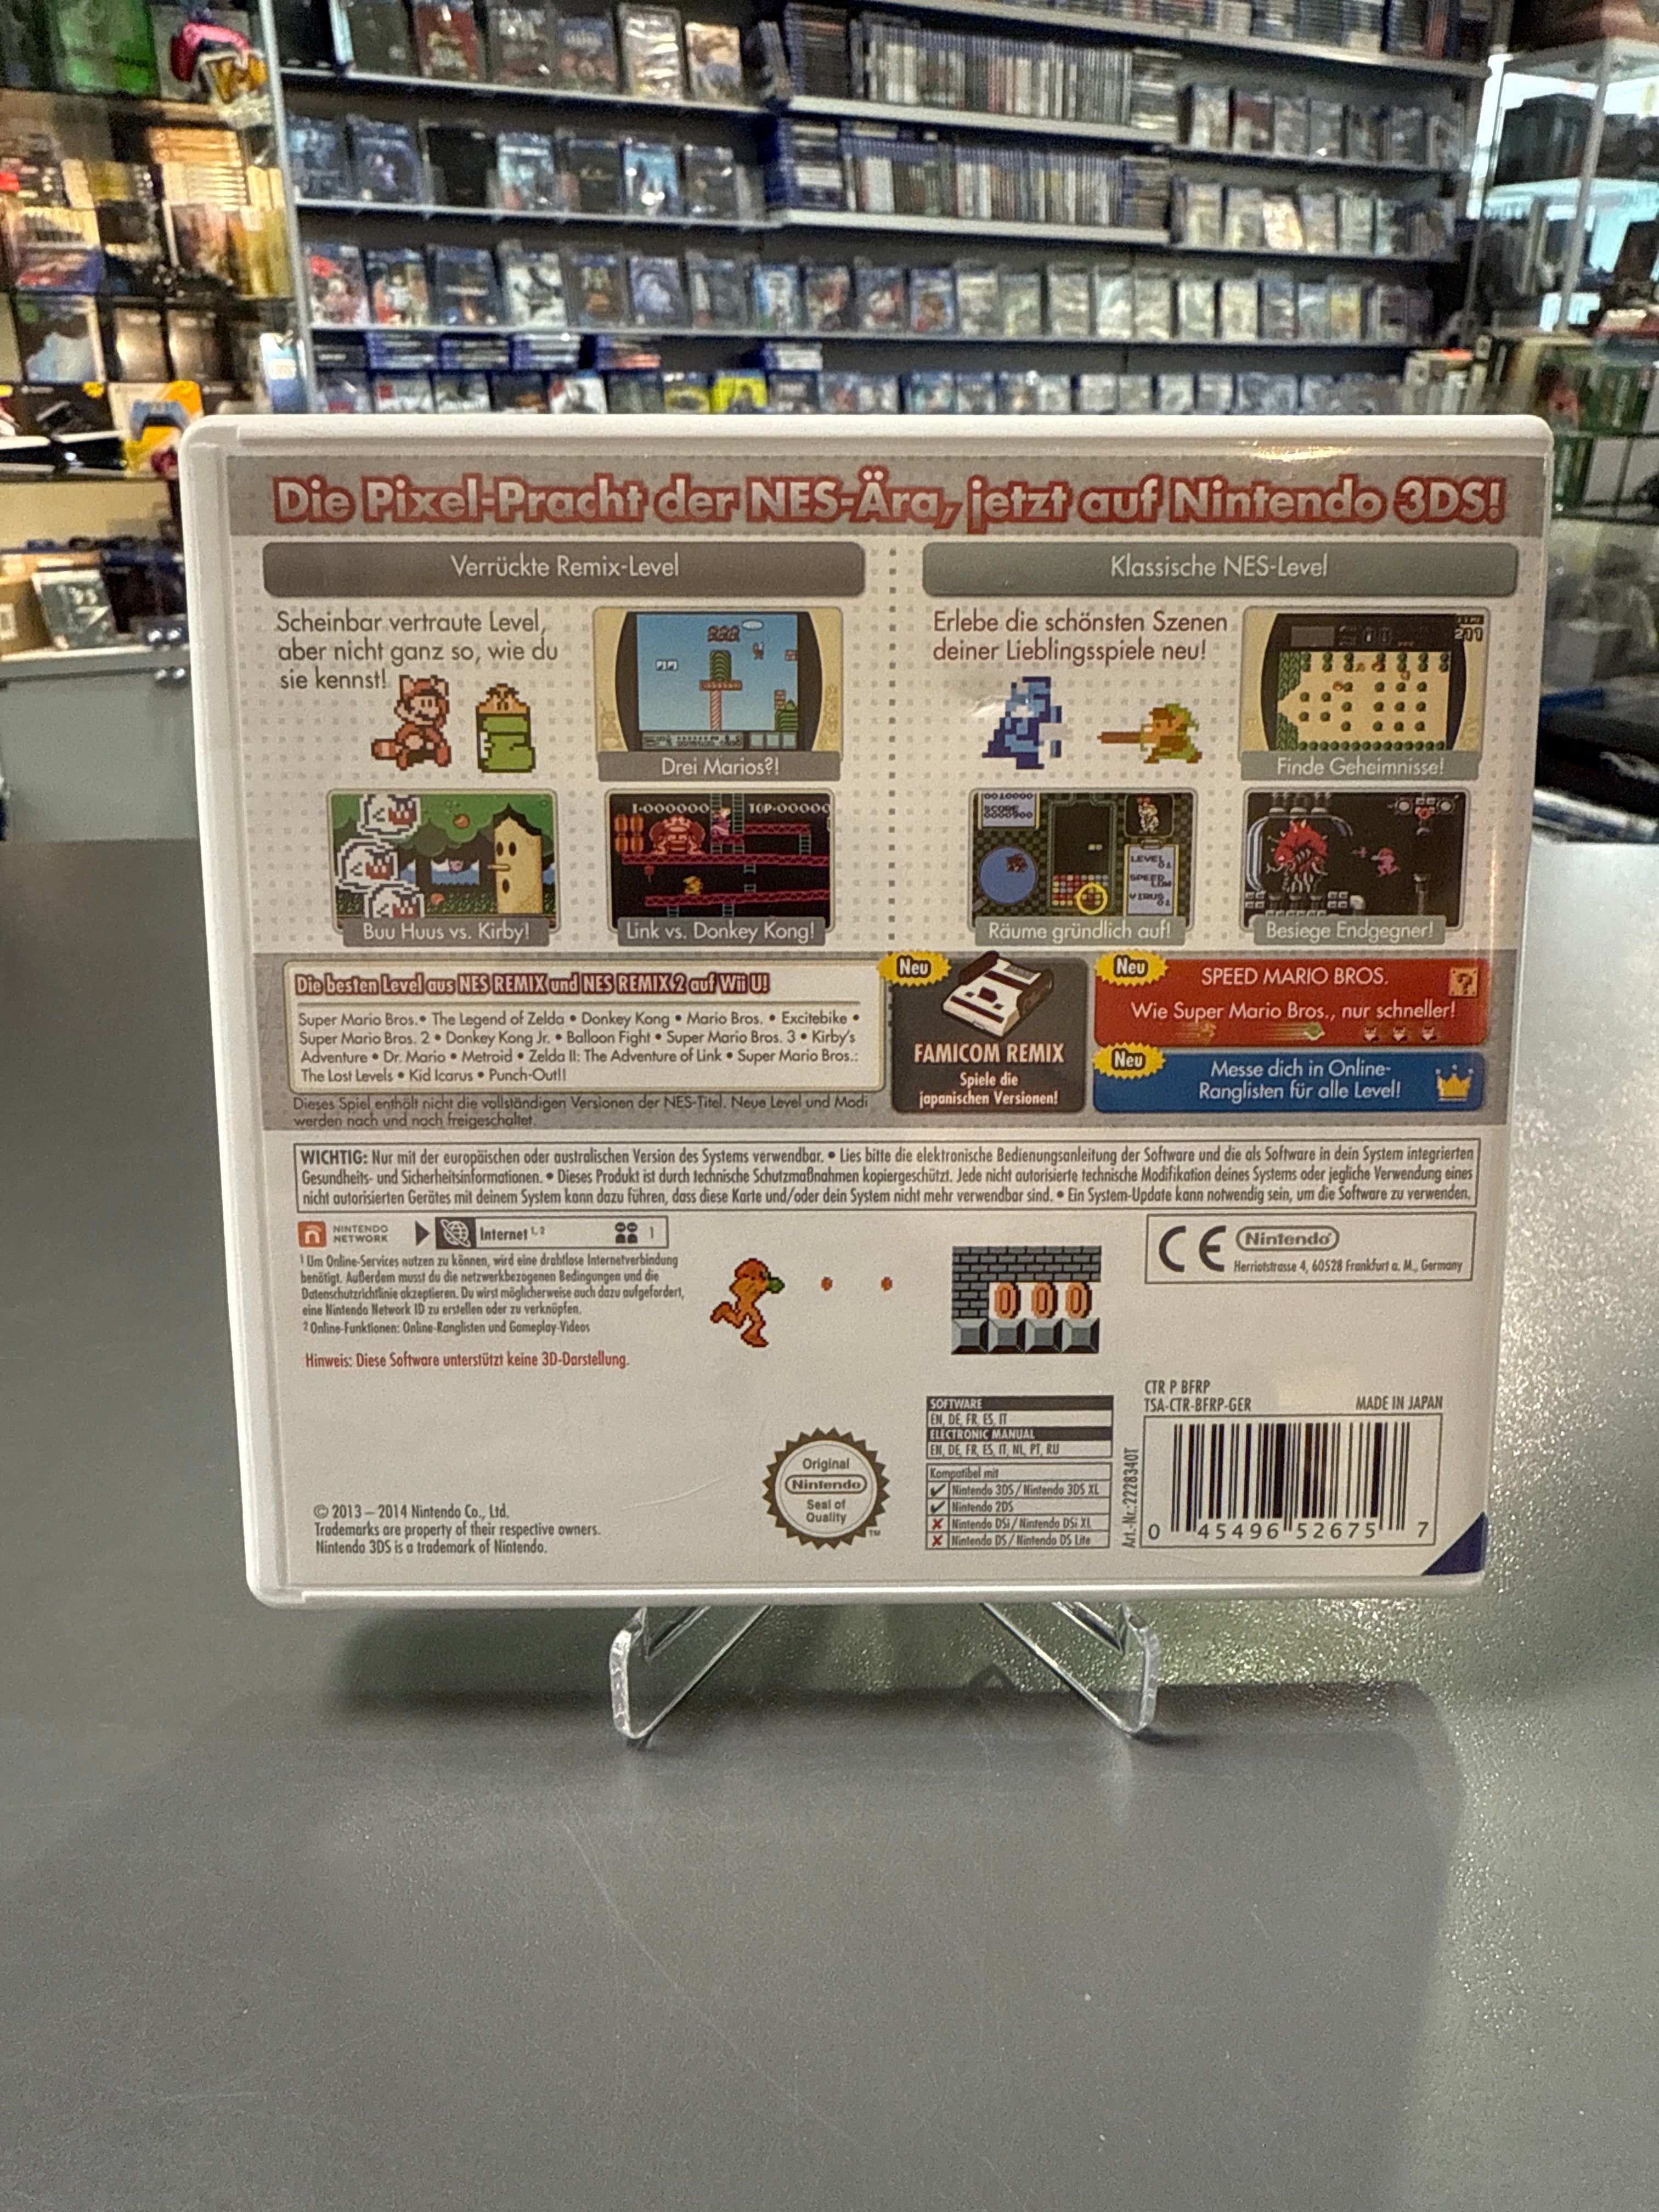 Die Pixel-Pracht der NES-Ära, jetzt auf Nintendo 3DS!
Verrückte Remix-Level
Scheinbar vertraute Level,
aber nicht ganz so, wie du
sie kennst!
Drei Marios?!
Buu Huus vs. Kirby!
1-000000 TOP-00000
Link vs. Donkey Kong!
Klassische NES-Level
Erlebe die schönsten Szenen
deiner Lieblingsspiele neu!
Finde Geheimnisse!
0010000
SCORE
0000900
LEVEL
01
SPEED
LOW
VIRUS
01
Räume gründlich auf!
Besiege Endgegner!
Die besten Level aus NES REMIX und NES REMIX 2 auf Wii U!
Super Mario Bros. • The Legend of Zelda • Donkey Kong • Mario Bros. • Excitebike •
Super Mario Bros. 2 • Donkey Kong Jr. • Balloon Fight • Super Mario Bros. 3 • Kirby's
Adventure • Dr. Mario • Metroid • Zelda II: The Adventure of Link • Super Mario Bros.:
The Lost Levels • Kid Icarus • Punch-Out!!
Dieses Spiel enthält nicht die vollständigen Versionen der NES-Titel. Neue Level und Modi
werden nach und nach freigeschaltet.
Neu
FAMICOM REMIX
Spiele die
japanischen Versionen!
Neu
SPEED MARIO BROS.
Wie Super Mario Bros., nur schneller!
Neu
Messe dich in Online-
Ranglisten für alle Level!
WICHTIG: Nur mit der europäischen oder australischen Version des Systems verwendbar. • Lies bitte die elektronische Bedienungsanleitung der Software und die als Software in dein System integrierten
Gesundheits- und Sicherheitsinformationen. • Dieses Produkt ist durch technische Schutzmaßnahmen kopiergeschützt. Jede nicht autorisierte technische Modifikation deines Systems oder jegliche Verwendung eines
nicht autorisierten Gerätes mit deinem System kann dazu führen, dass diese Karte und/oder dein System nicht mehr verwendbar sind. • Ein System-Update kann notwendig sein, um die Software zu verwenden.
NINTENDO
NETWORK
Internet 1, 2
1
1 Um Online-Services nutzen zu können, wird eine drahtlose Internetverbindung
benötigt. Außerdem musst du die netzwerkbezogenen Bedingungen und die
Datenschutzrichtlinie akzeptieren. Du wirst möglicherweise auch dazu aufgefordert,
eine Nintendo Network ID zu erstellen oder zu verknüpfen.
2 Online-Funktionen: Online-Ranglisten und Gameplay-Videos
Hinweis: Diese Software unterstützt keine 3D-Darstellung.
CE
Nintendo
Herriotstrasse 4, 60528 Frankfurt a. M., Germany
© 2013 – 2014 Nintendo Co., Ltd.
Trademarks are property of their respective owners.
Nintendo 3DS is a trademark of Nintendo.
Original
Nintendo
Seal of
Quality
TM
SOFTWARE
EN, DE, FR, ES, IT
ELECTRONIC MANUAL
EN, DE, FR, ES, IT, NL, PT, RU
Kompatibel mit
Nintendo 3DS / Nintendo 3DS XL
Nintendo 2DS
Nintendo DSi / Nintendo DSi XL
Nintendo DS / Nintendo DS Lite
CTR P BFRP
TSA-CTR-BFRP-GER
MADE IN JAPAN
Art.-Nr.:2228340T
0 45496 52675 7